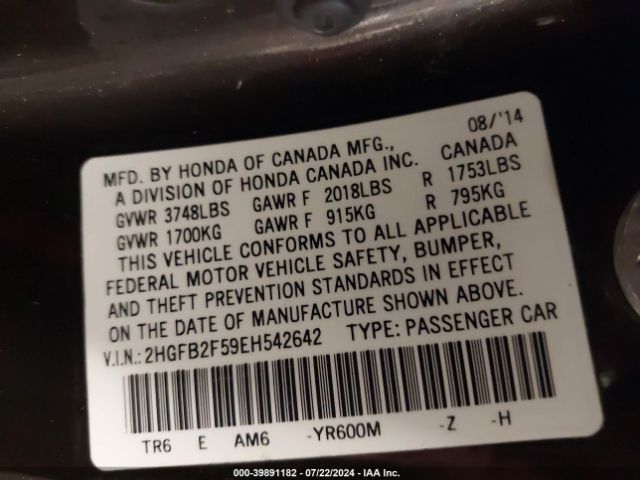 08/'14
MFD. BY HONDA OF CANADA MFG., CANADA
A DIVISION OF HONDA CANADA INC.
GVWR 3748LBS GAWR F 2018LBS R 1753LBS
GVWR 1700KG GAWR F 915KG R 795KG
THIS VEHICLE CONFORMS TO ALL APPLICABLE
FEDERAL MOTOR VEHICLE SAFETY, BUMPER,
AND THEFT PREVENTION STANDARDS IN EFFECT
ON THE DATE OF MANUFACTURE SHOWN ABOVE.
V.I.N.: 2HGFB2F59EH542642 TYPE: PASSENGER CAR
TR6 E AM6 -YR600M -Z -H
000-39891182 - 07/22/2024 - IAA Inc.